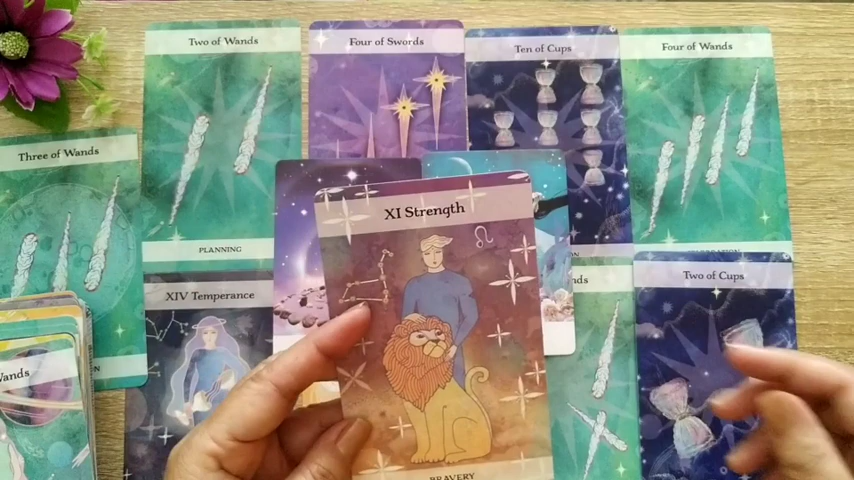 Two of Wands
Four of Swords
Ten of Cups
Four of Wands
Three of Wands
PLANNING
XI Strength
XIV Temperance
Two of Cups
Wands
BRAVERY